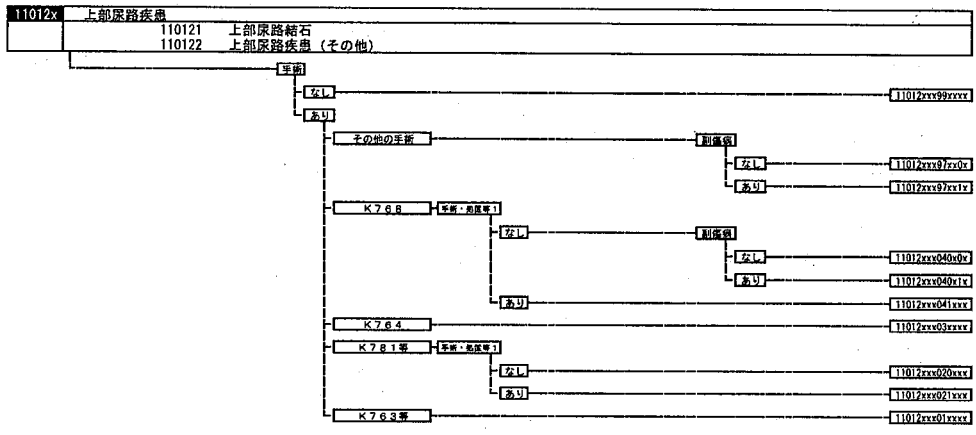 11012x 上部尿路疾患
110121 上部尿路結石
110122 上部尿路疾患(その他)
手術
なし 11012xxx99xxxx
あり
その他の手術 副傷病
なし 11012xxx97xx0x
あり 11012xxx97xx1x
K768 手術・処置等1
なし 副傷病
なし 11012xxx040x0x
あり 11012xxx040x1x
あり 11012xxx041xxx
K764 11012xxx03xxxx
K781等 手術・処置等1
なし 11012xxx020xxx
あり 11012xxx021xxx
K763等 11012xxx01xxxx